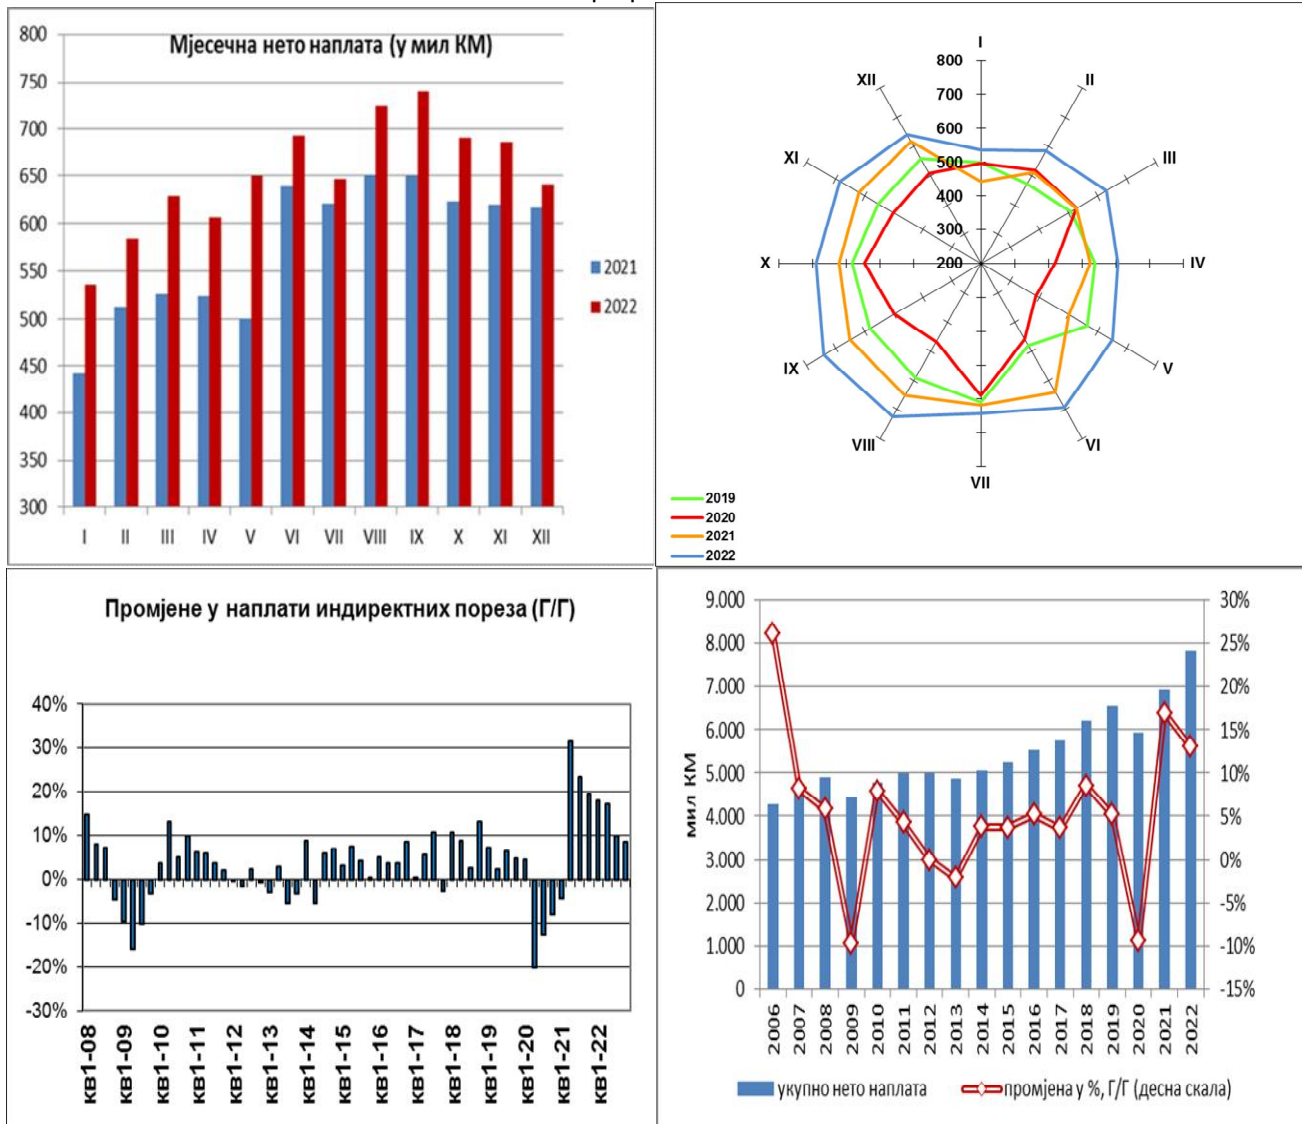 Мјесечна нето наплата (у мил КМ)
800
750
700
650
600
550
500
450
400
350
300
I II III IV V VI VII VIII IX X XI XII
2021
2022
I
II
III
IV
V
VI
VII
VIII
IX
X
XI
XII
800
700
600
500
400
300
200
2019
2020
2021
2022
Промјене у наплати индиректних пореза (Г/Г)
40%
30%
20%
10%
0%
-10%
-20%
-30%
кв1-08 кв1-09 кв1-10 кв1-11 кв1-12 кв1-13 кв1-14 кв1-15 кв1-16 кв1-17 кв1-18 кв1-19 кв1-20 кв1-21 кв1-22
мил КМ
9.000
8.000
7.000
6.000
5.000
4.000
3.000
2.000
1.000
0
30%
25%
20%
15%
10%
5%
0%
-5%
-10%
-15%
2006 2007 2008 2009 2010 2011 2012 2013 2014 2015 2016 2017 2018 2019 2020 2021 2022
укупно нето наплата
промјена у %, Г/Г (десна скала)